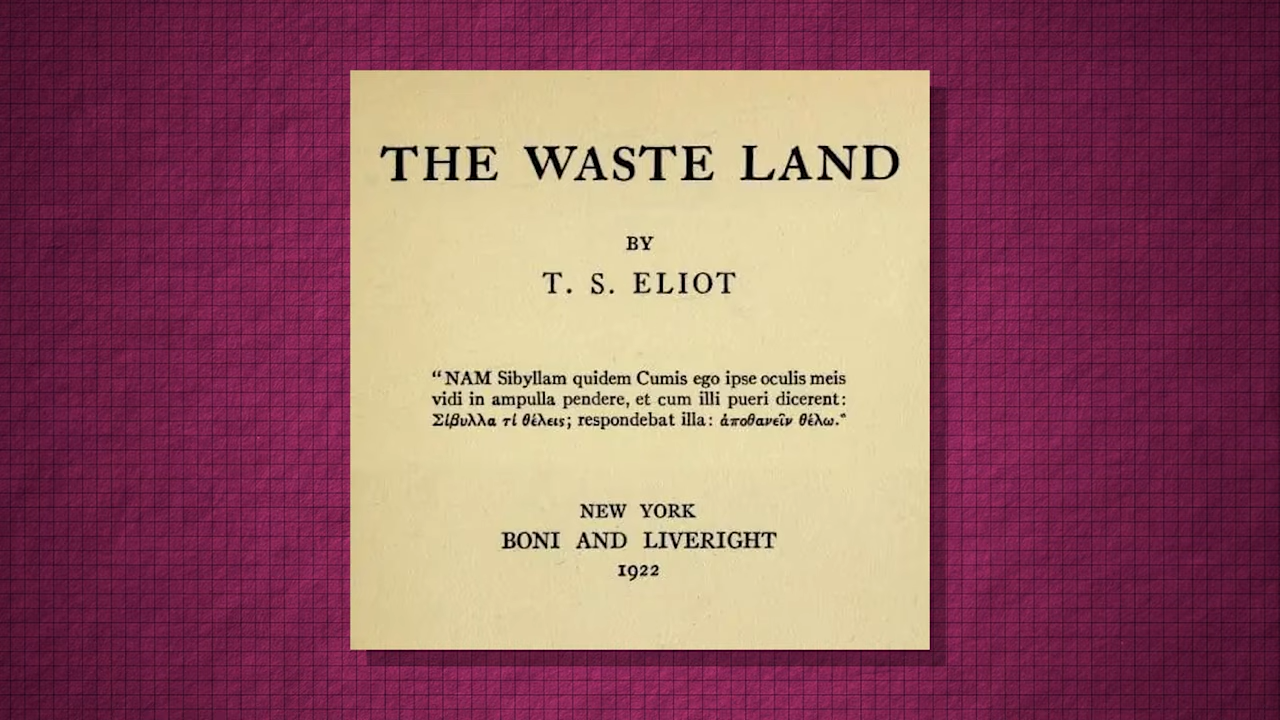 THE WASTE LAND
BY
T. S. ELIOT
“NAM Sibyllam quidem Cumis ego ipse oculis meis
vidi in ampulla pendere, et cum illi pueri dicerent:
Σίβυλλα τί θέλεις; respondebat illa: ἀποθανεῖν θέλω.”
NEW YORK
BONI AND LIVERIGHT
1922